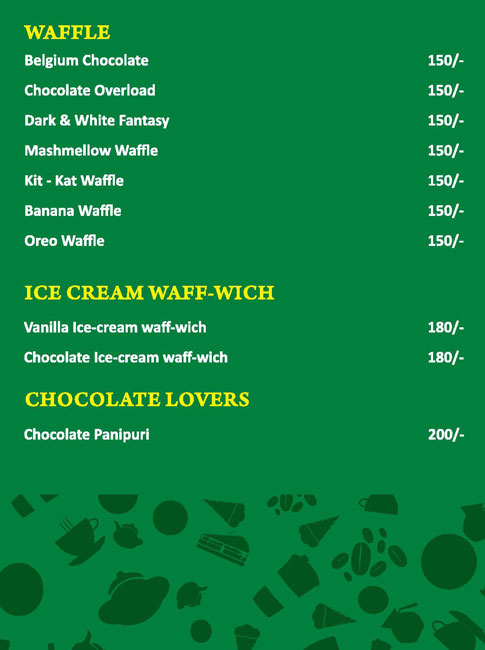 WAFFLE
Belgium Chocolate 150/-
Chocolate Overload 150/-
Dark & White Fantasy 150/-
Mashmellow Waffle 150/-
Kit - Kat Waffle 150/-
Banana Waffle 150/-
Oreo Waffle 150/-
ICE CREAM WAFF-WICH
Vanilla Ice-cream waff-wich 180/-
Chocolate Ice-cream waff-wich 180/-
CHOCOLATE LOVERS
Chocolate Panipuri 200/-